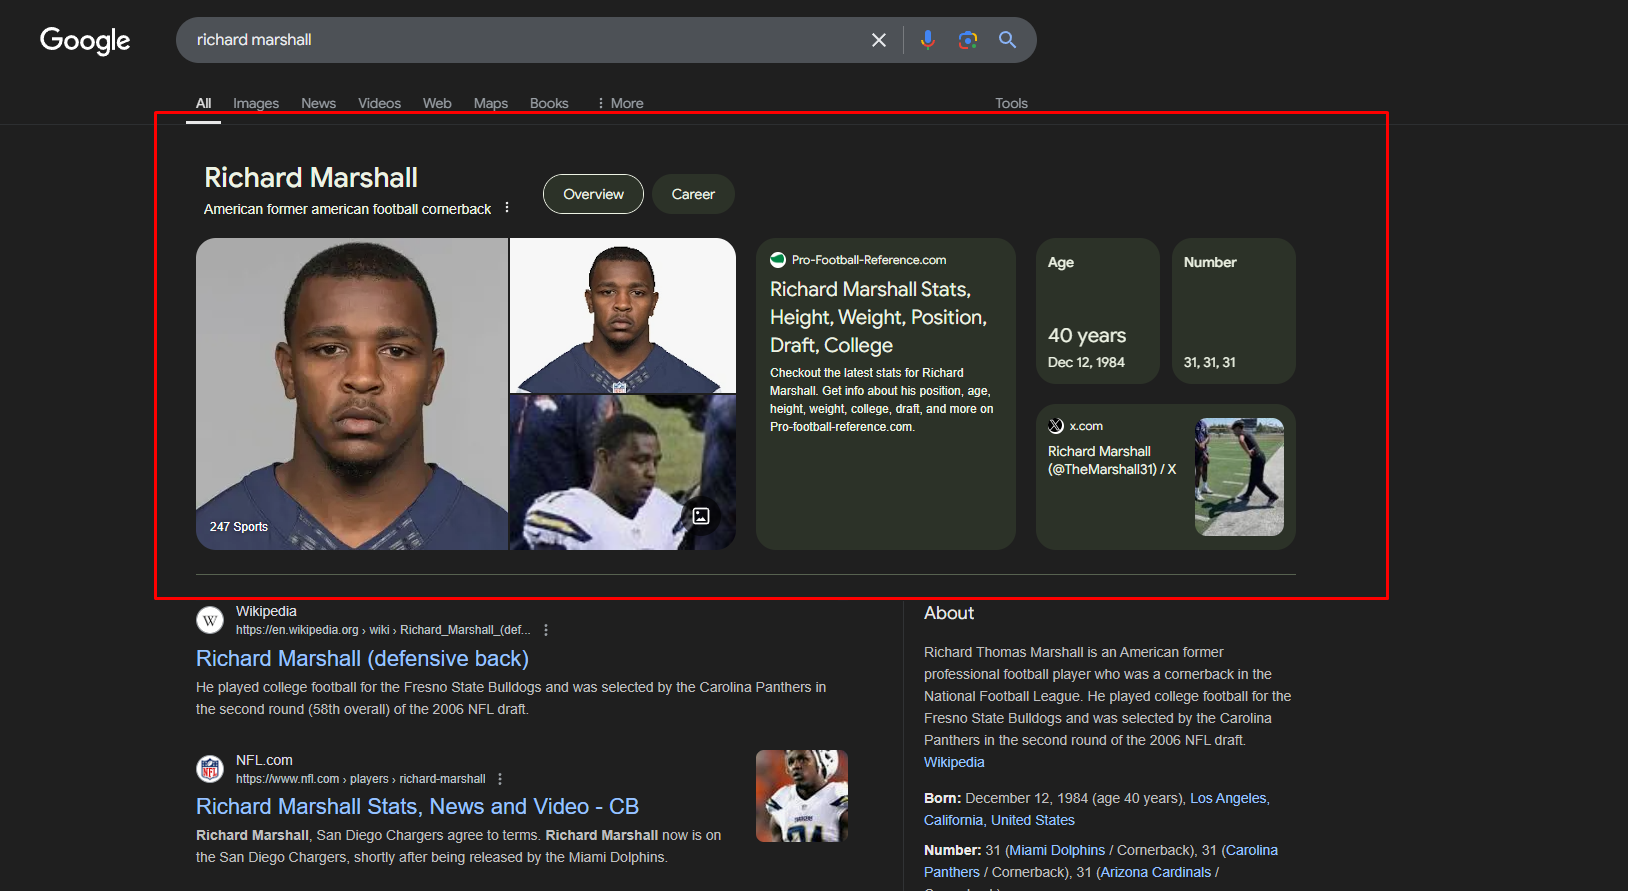 Google
richard marshall
All Images News Videos Web Maps Books More Tools
Richard Marshall
American former american football cornerback
Overview
Career
247 Sports
Pro-Football-Reference.com
Richard Marshall Stats,
Height, Weight, Position,
Draft, College
Checkout the latest stats for Richard
Marshall. Get info about his position, age,
height, weight, college, draft, and more on
Pro-football-reference.com.
Age
40 years
Dec 12, 1984
Number
31, 31, 31
x.com
Richard Marshall
(@TheMarshall31) / X
W
Wikipedia
https://en.wikipedia.org › wiki › Richard_Marshall_(def...
Richard Marshall (defensive back)
He played college football for the Fresno State Bulldogs and was selected by the Carolina Panthers in
the second round (58th overall) of the 2006 NFL draft.
NFL
NFL.com
https://www.nfl.com › players › richard-marshall
Richard Marshall Stats, News and Video - CB
Richard Marshall, San Diego Chargers agree to terms. Richard Marshall now is on
the San Diego Chargers, shortly after being released by the Miami Dolphins.
CHARGERS
About
Richard Thomas Marshall is an American former
professional football player who was a cornerback in the
National Football League. He played college football for the
Fresno State Bulldogs and was selected by the Carolina
Panthers in the second round of the 2006 NFL draft.
Wikipedia
Born: December 12, 1984 (age 40 years), Los Angeles,
California, United States
Number: 31 (Miami Dolphins / Cornerback), 31 (Carolina
Panthers / Cornerback), 31 (Arizona Cardinals /